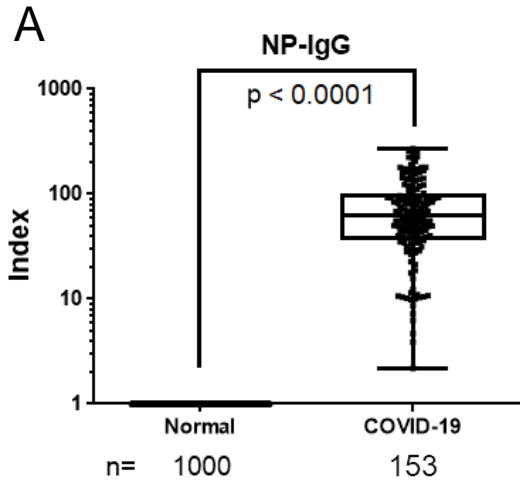 A
NP-IgG
p < 0.0001
1000
100
10
1
Index
Normal COVID-19
n= 1000 153